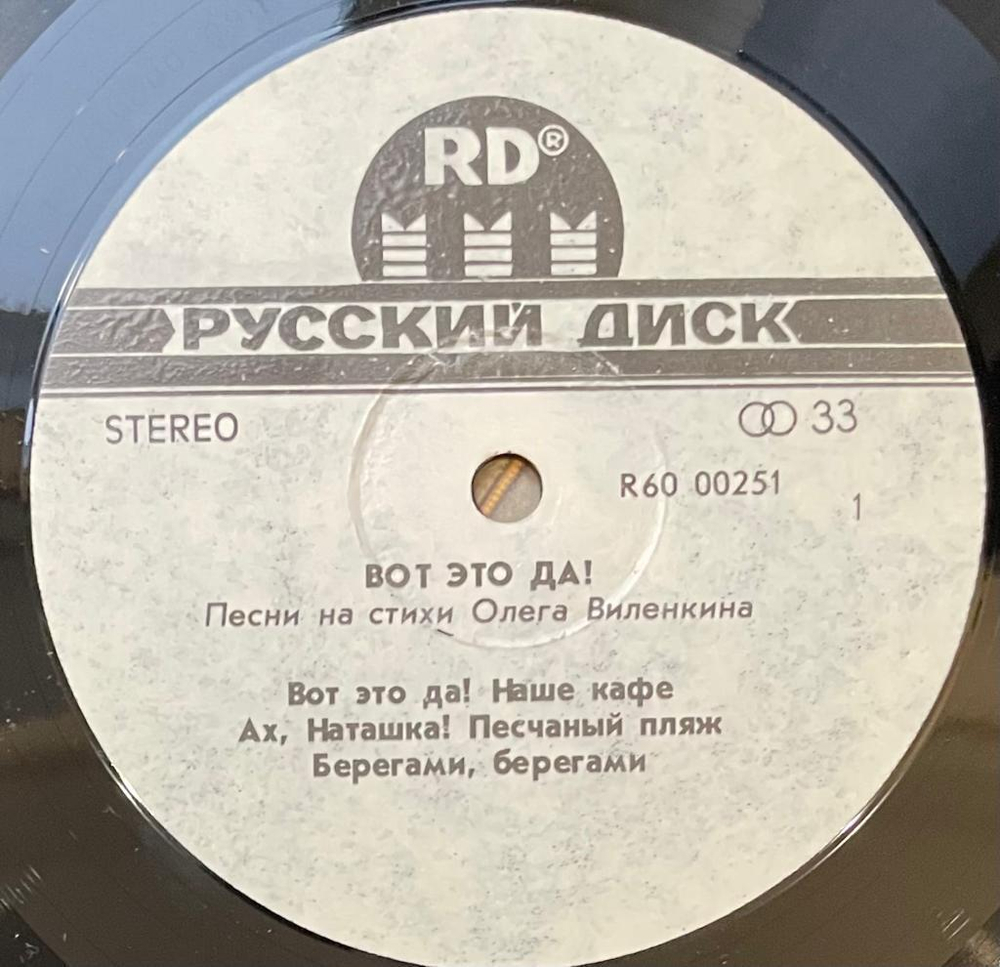 RD®
РУССКИЙ ДИСК
STEREO
33
R60 00251
1
ВОТ ЭТО ДА!
Песни на стихи Олега Виленкина
Вот это да! Наше кафе
Ах, Наташка! Песчаный пляж
Берегами, берегами